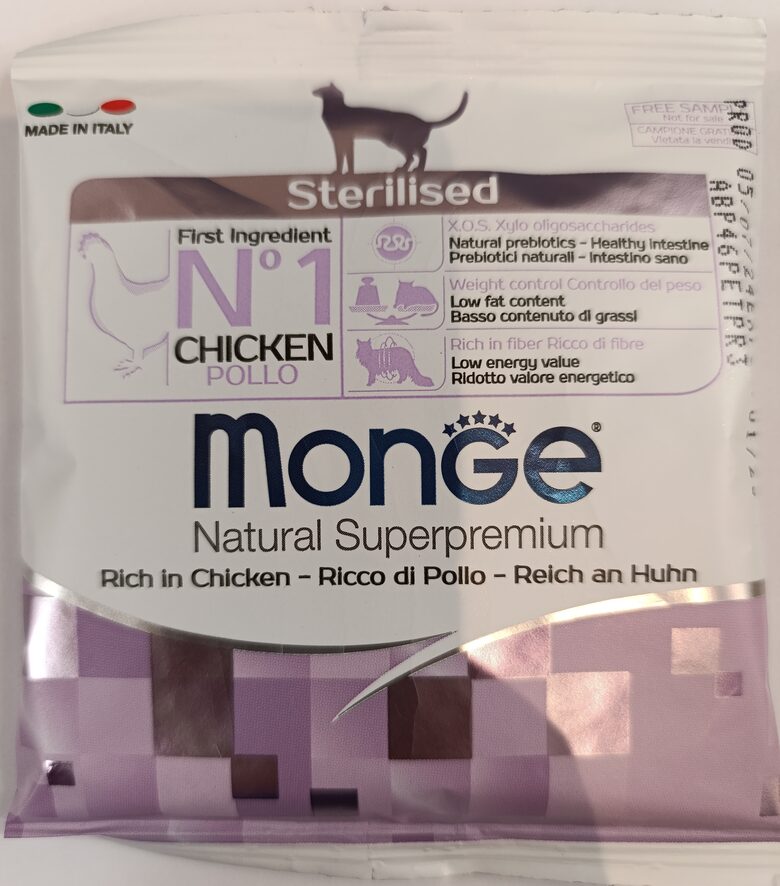 MADE IN ITALY
FREE SAMPLE
Not for sale
CAMPIONE GRAT
Vietata la vend
Sterilised
First Ingredient
N°1
CHICKEN
POLLO
X.O.S. Xylo oligosaccharides
Natural prebiotics - Healthy intestine
Prebiotici naturali - Intestino sano
Weight control Controllo del peso
Low fat content
Basso contenuto di grassi
Rich in fiber Ricco di fibre
Low energy value
Ridotto valore energetico
monGe®
Natural Superpremium
Rich in Chicken – Ricco di Pollo – Reich an Huhn
PROD 05/07/24
ABP46PETPR3